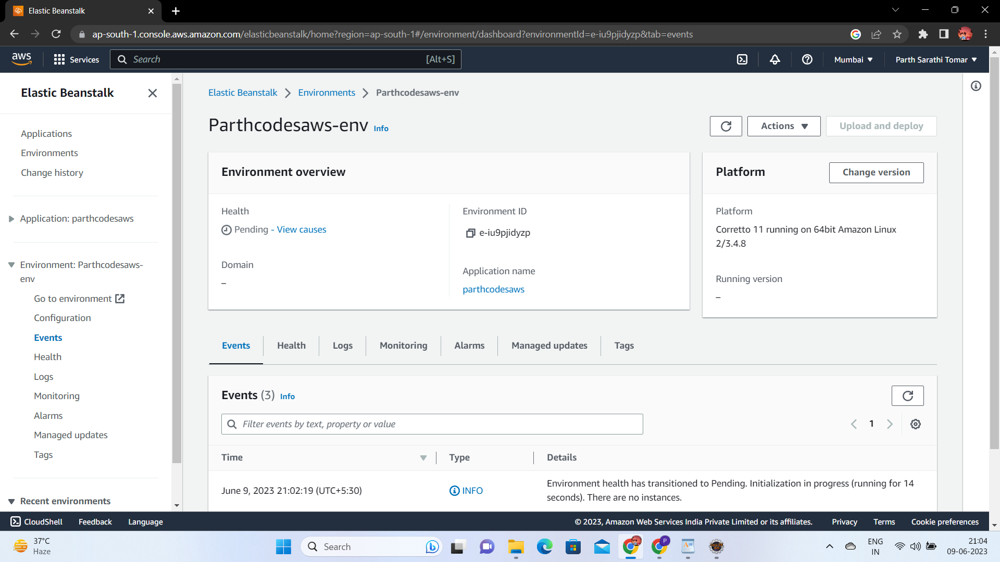 Elastic Beanstalk
ap-south-1.console.aws.amazon.com/elasticbeanstalk/home?region=ap-south-1#/environment/dashboard?environmentId=e-iu9pjidyzp&tab=events
aws Services Search [Alt+S] Mumbai Parth Sarathi Tomar
Elastic Beanstalk
Applications
Environments
Change history
Application: parthcodesaws
Environment: Parthcodesaws-
env
Go to environment
Configuration
Events
Health
Logs
Monitoring
Alarms
Managed updates
Tags
Recent environments
Elastic Beanstalk Environments Parthcodesaws-env
Parthcodesaws-env Info
Actions Upload and deploy
Environment overview
Health
Pending - View causes
Domain
–
Environment ID
e-iu9pjidyzp
Application name
parthcodesaws
Platform Change version
Platform
Corretto 11 running on 64bit Amazon Linux
2/3.4.8
Running version
–
Events Health Logs Monitoring Alarms Managed updates Tags
Events (3) Info
Filter events by text, property or value
1
Time Type Details
June 9, 2023 21:02:19 (UTC+5:30) INFO Environment health has transitioned to Pending. Initialization in progress (running for 14
seconds). There are no instances.
CloudShell Feedback Language © 2023, Amazon Web Services India Private Limited or its affiliates. Privacy Terms Cookie preferences
37°C
Haze
Search
P
ENG
IN
21:04
09-06-2023